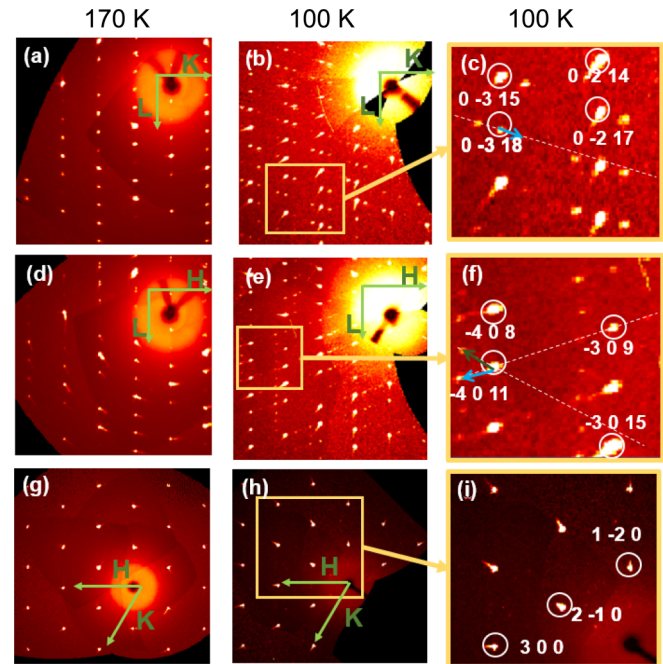 170 K
100 K
100 K
(a)
K
L
(b)
K
L
(c)
0 -2 14
0 -3 15
0 -3 18
0 -2 17
(d)
H
L
(e)
H
L
(f)
-4 0 8
-3 0 9
-4 0 11
-3 0 15
(g)
H
K
(h)
H
K
(i)
1 -2 0
2 -1 0
3 0 0